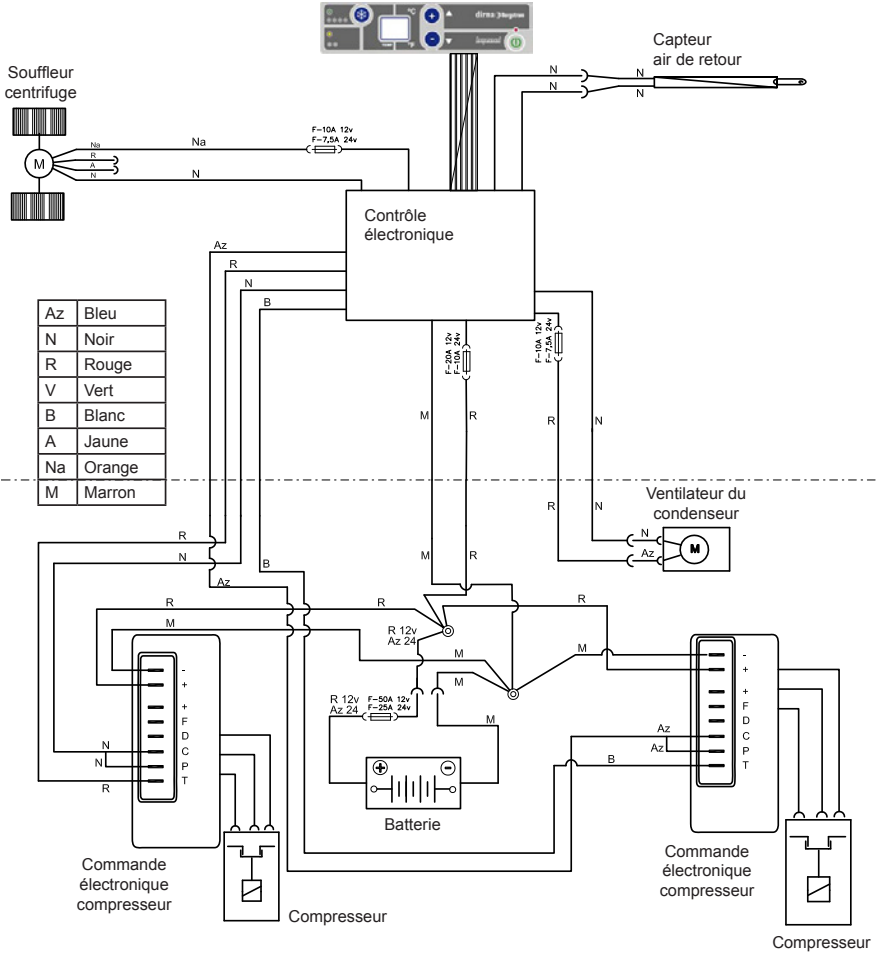 °C
°F
dirna Bergstrom
Capteur
air de retour
Souffleur
centrifuge
N
N
N
N
M
Na
R
A
N
Na
N
F-10A 12v
F-7,5A 24v
Contrôle
électronique
Az
R
N
B
Az Bleu
N Noir
R Rouge
V Vert
B Blanc
A Jaune
Na Orange
M Marron
F-20A 12v
F-10A 24v
F-10A 12v
F-7,5A 24v
M
R
R
N
R
N
Ventilateur du
condenseur
N
Az
M
R
N
B
Az
M
R
R
R
R
M
R 12v
Az 24
M
M
M
R 12v
Az 24
F-50A 12v
F-25A 24v
M
-
+
+
F
D
C
P
T
N
N
R
-
+
+
F
D
C
P
T
Az
Az
B
+
-
Batterie
Commande
électronique
compresseur
Compresseur
Commande
électronique
compresseur
Compresseur